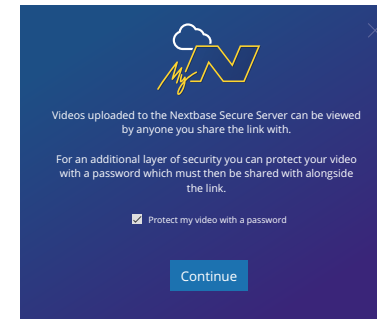 My N
Videos uploaded to the Nextbase Secure Server can be viewed
by anyone you share the link with.
For an additional layer of security you can protect your video
with a password which must then be shared with alongside
the link.
Protect my video with a password
Continue